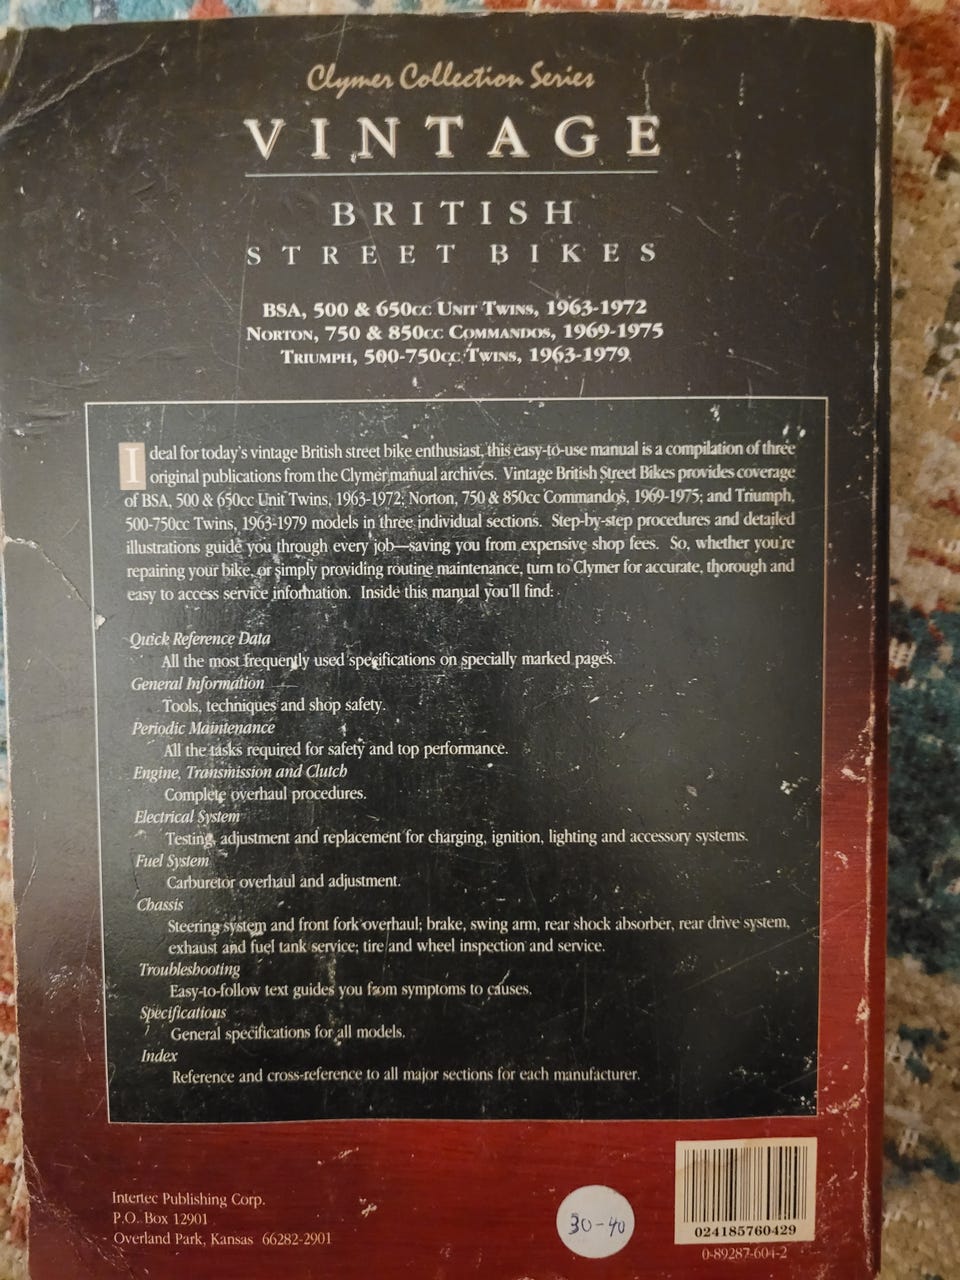 Clymer Collection Series
VINTAGE
BRITISH
STREET BIKES
BSA, 500 & 650CC UNIT TWINS, 1963-1972
NORTON, 750 & 850CC COMMANDOS, 1969-1975
TRIUMPH, 500-750CC TWINS, 1963-1979
Ideal for today's vintage British street bike enthusiast, this easy-to-use manual is a compilation of three
original publications from the Clymer manual archives. Vintage British Street Bikes provides coverage
of BSA, 500 & 650cc Unit Twins, 1963-1972; Norton, 750 & 850cc Commandos, 1969-1975; and Triumph,
500-750cc Twins, 1963-1979 models in three individual sections. Step-by-step procedures and detailed
illustrations guide you through every job—saving you from expensive shop fees. So, whether you're
repairing your bike, or simply providing routine maintenance, turn to Clymer for accurate, thorough and
easy to access service information. Inside this manual you'll find:
Quick Reference Data
All the most frequently used specifications on specially marked pages.
General Information
Tools, techniques and shop safety.
Periodic Maintenance
All the tasks required for safety and top performance.
Engine, Transmission and Clutch
Complete overhaul procedures.
Electrical System
Testing, adjustment and replacement for charging, ignition, lighting and accessory systems.
Fuel System
Carburetor overhaul and adjustment.
Chassis
Steering system and front fork overhaul; brake, swing arm, rear shock absorber, rear drive system,
exhaust and fuel tank service; tire and wheel inspection and service.
Troubleshooting
Easy-to-follow text guides you from symptoms to causes.
Specifications
General specifications for all models.
Index
Reference and cross-reference to all major sections for each manufacturer.
Intertec Publishing Corp.
P.O. Box 12901
Overland Park, Kansas 66282-2901
30-40
024185760429
0-89287-604-2